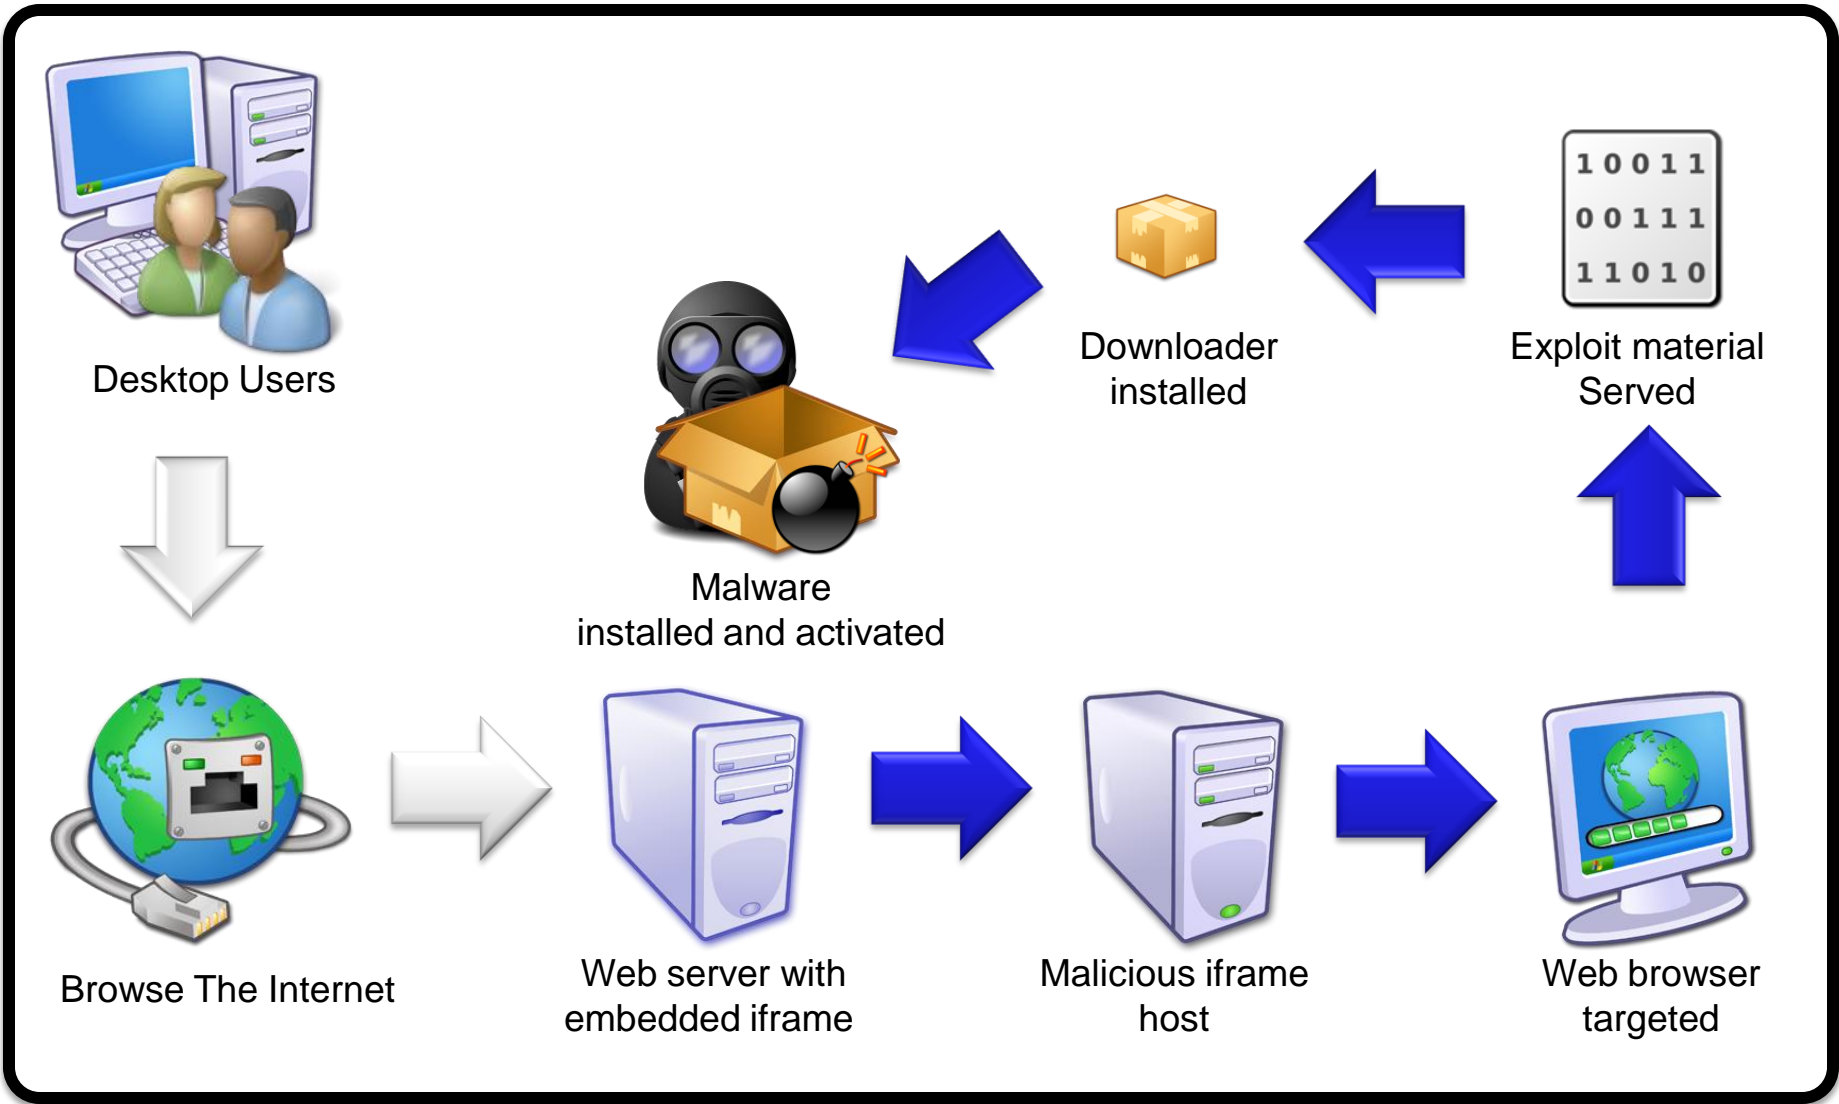 Desktop Users
Browse The Internet
Web server with
embedded iframe
Malicious iframe
host
Web browser
targeted
Exploit material
Served
10011
00111
11010
Downloader
installed
Malware
installed and activated